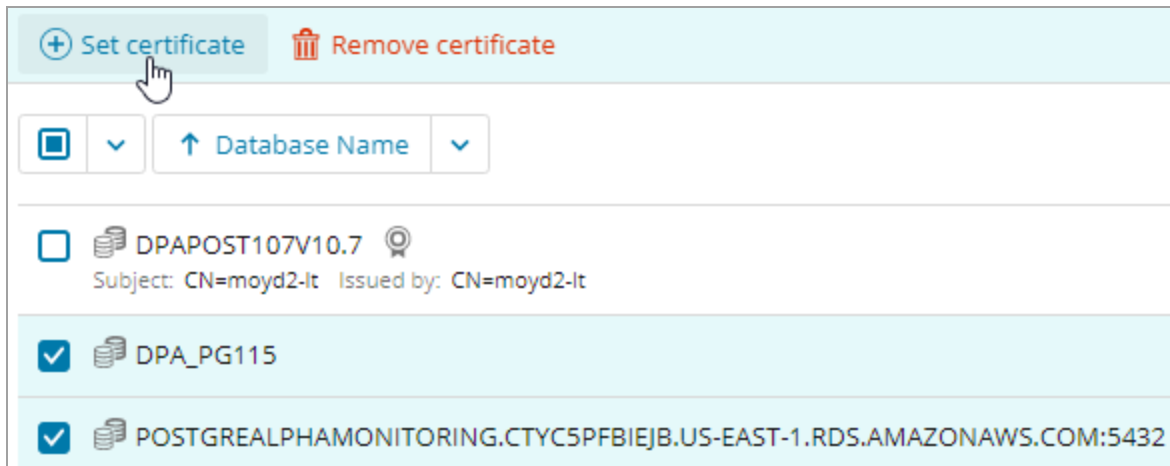 Set certificate Remove certificate
Database Name
DPAPOST107V10.7
Subject: CN=moyd2-lt Issued by: CN=moyd2-lt
DPA_PG115
POSTGREALPHAMONITORING.CTYC5PFBIEJB.US-EAST-1.RDS.AMAZONAWS.COM:5432